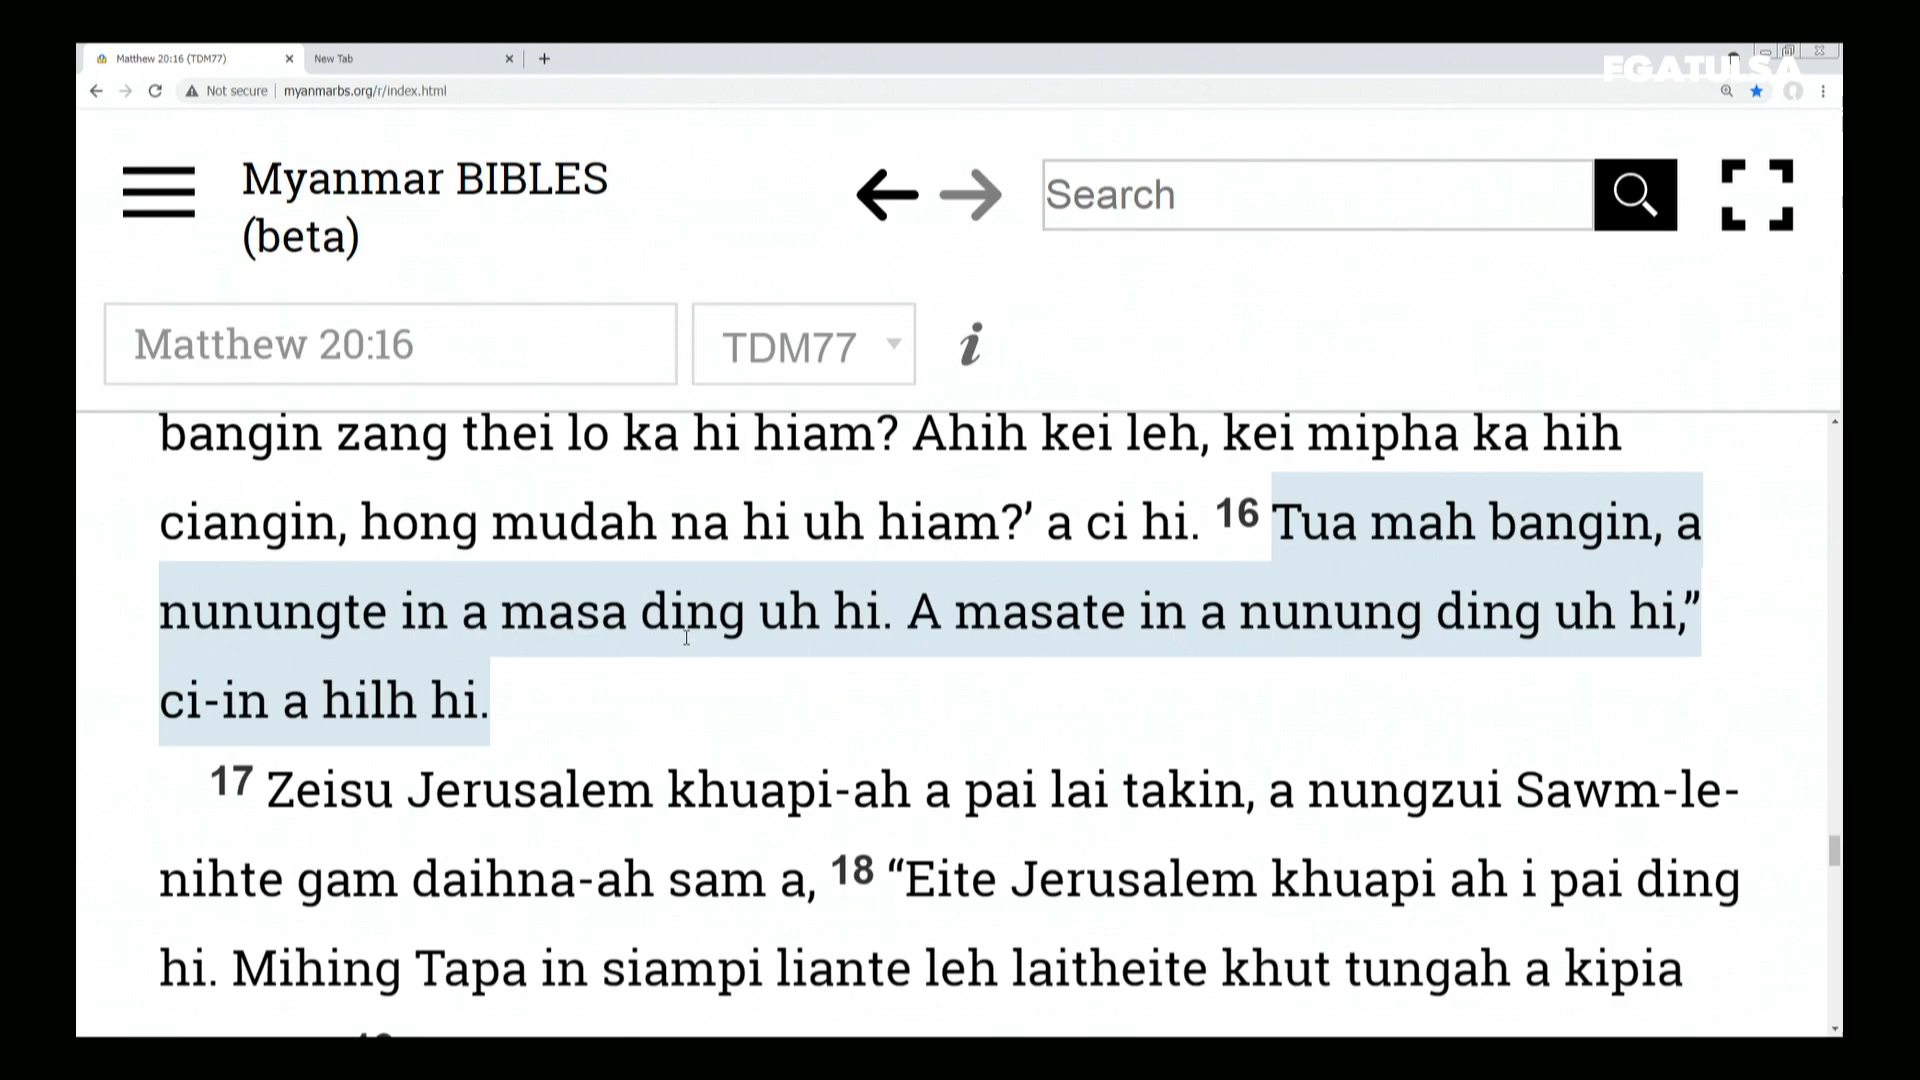 Matthew 20:16 (TDM77)
New Tab
FGATULSA
Not secure
myanmarbs.org/r/index.html
Myanmar BIBLES
(beta)
Search
Matthew 20:16
TDM77
i
bangin zang thei lo ka hi hiam? Ahih kei leh, kei mipha ka hih
ciangin, hong mudah na hi uh hiam?’ a ci hi. 16 Tua mah bangin, a
nunungte in a masa ding uh hi. A masate in a nunung ding uh hi,”
ci-in a hilh hi.
17 Zeisu Jerusalem khuapi-ah a pai lai takin, a nungzui Sawm-le-
nihte gam daihna-ah sam a, 18 “Eite Jerusalem khuapi ah i pai ding
hi. Mihing Tapa in siampi liante leh laitheite khut tungah a kipia